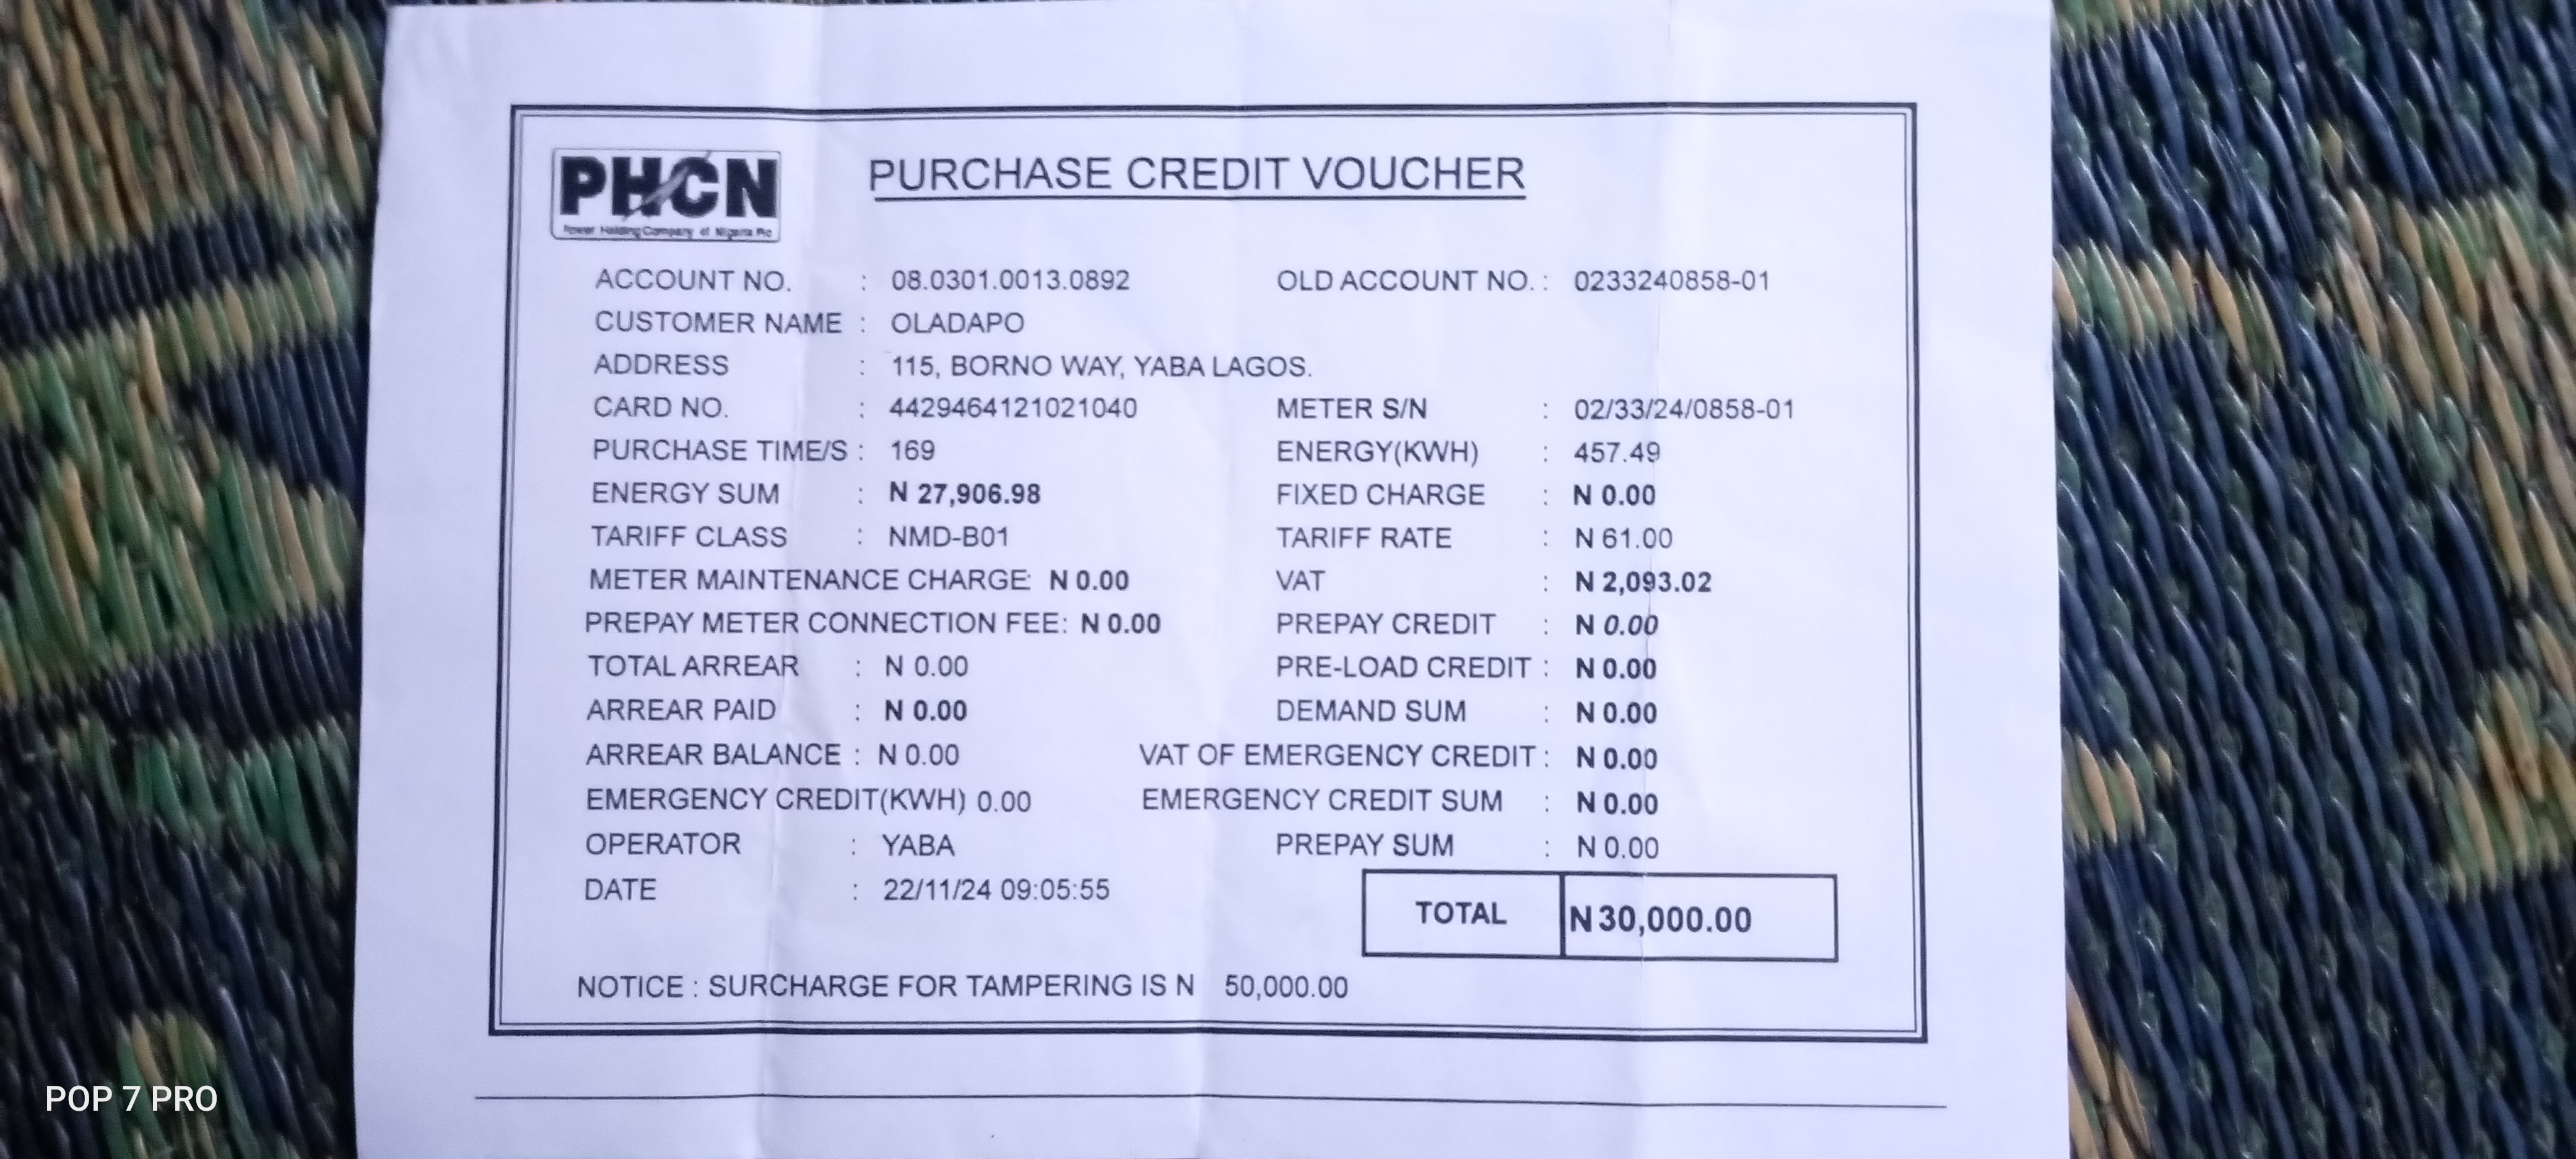 PHCN
Power Holding Company of Nigeria Plc
PURCHASE CREDIT VOUCHER
ACCOUNT NO. : 08.0301.0013.0892 OLD ACCOUNT NO. : 0233240858-01
CUSTOMER NAME : OLADAPO
ADDRESS : 115, BORNO WAY, YABA LAGOS.
CARD NO. : 4429464121021040 METER S/N : 02/33/24/0858-01
PURCHASE TIME/S : 169 ENERGY(KWH) : 457.49
ENERGY SUM : N 27,906.98 FIXED CHARGE : N 0.00
TARIFF CLASS : NMD-B01 TARIFF RATE : N 61.00
METER MAINTENANCE CHARGE: N 0.00 VAT : N 2,093.02
PREPAY METER CONNECTION FEE: N 0.00 PREPAY CREDIT : N 0.00
TOTAL ARREAR : N 0.00 PRE-LOAD CREDIT : N 0.00
ARREAR PAID : N 0.00 DEMAND SUM : N 0.00
ARREAR BALANCE : N 0.00 VAT OF EMERGENCY CREDIT : N 0.00
EMERGENCY CREDIT(KWH) 0.00 EMERGENCY CREDIT SUM : N 0.00
OPERATOR : YABA PREPAY SUM : N 0.00
DATE : 22/11/24 09:05:55
TOTAL N 30,000.00
NOTICE : SURCHARGE FOR TAMPERING IS N 50,000.00
POP 7 PRO